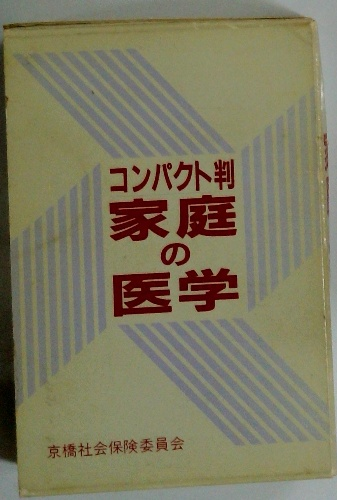 コンパクト判
家庭
の
医学
京橋社会保険委員会